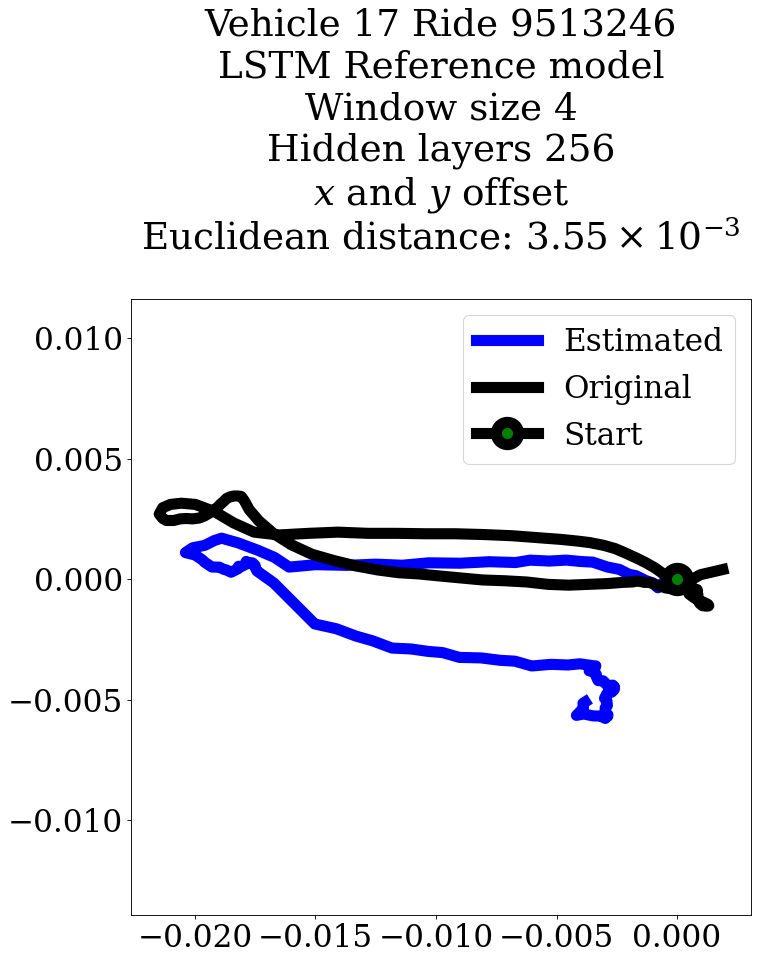 Vehicle 17 Ride 9513246
LSTM Reference model
Window size 4
Hidden layers 256
x and y offset
Euclidean distance: 3.55 × 10⁻³
Estimated
Original
Start
0.010
0.005
0.000
−0.005
−0.010
−0.020 −0.015 −0.010 −0.005 0.000